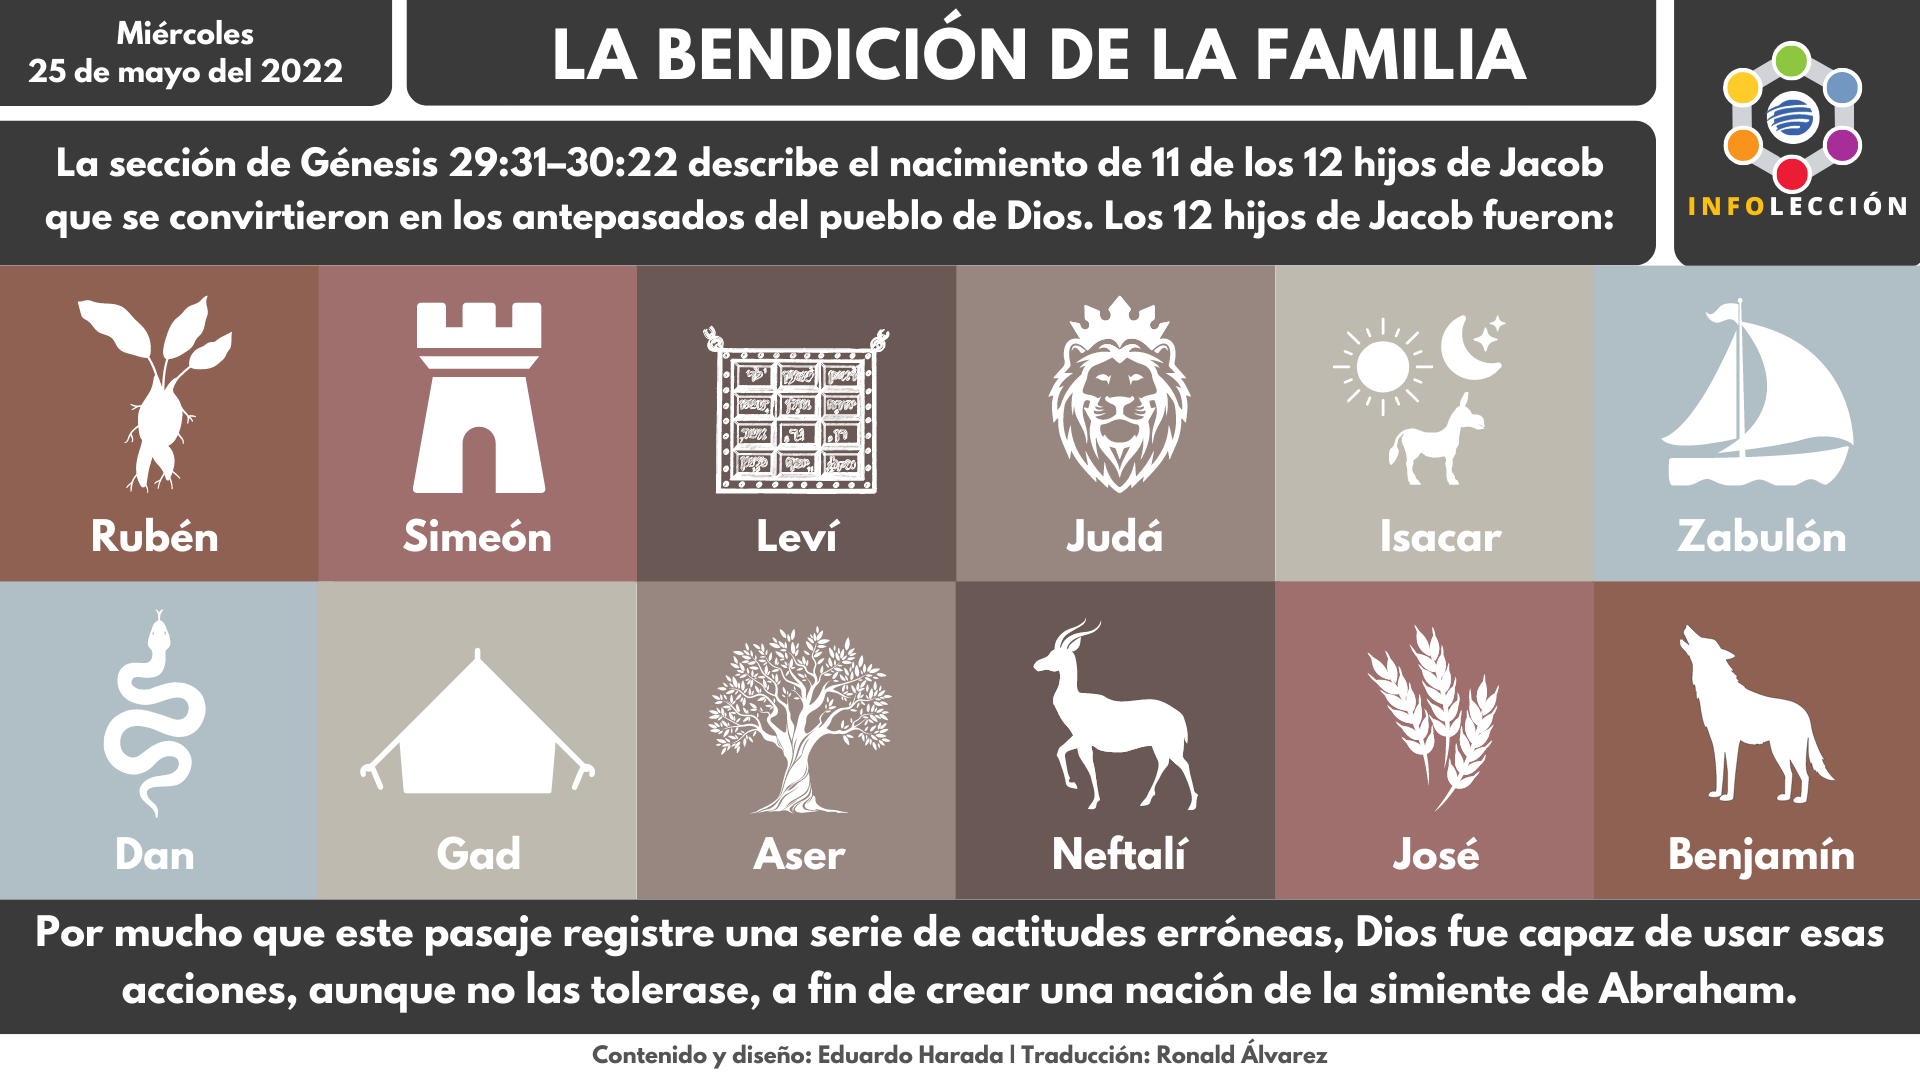 Miércoles
25 de mayo del 2022
LA BENDICIÓN DE LA FAMILIA
INFOLECCIÓN
La sección de Génesis 29:31–30:22 describe el nacimiento de 11 de los 12 hijos de Jacob
que se convirtieron en los antepasados del pueblo de Dios. Los 12 hijos de Jacob fueron:
Rubén
Simeón
Leví
Judá
Isacar
Zabulón
Dan
Gad
Aser
Neftalí
José
Benjamín
Por mucho que este pasaje registre una serie de actitudes erróneas, Dios fue capaz de usar esas
acciones, aunque no las tolerase, a fin de crear una nación de la simiente de Abraham.
Contenido y diseño: Eduardo Harada | Traducción: Ronald Álvarez